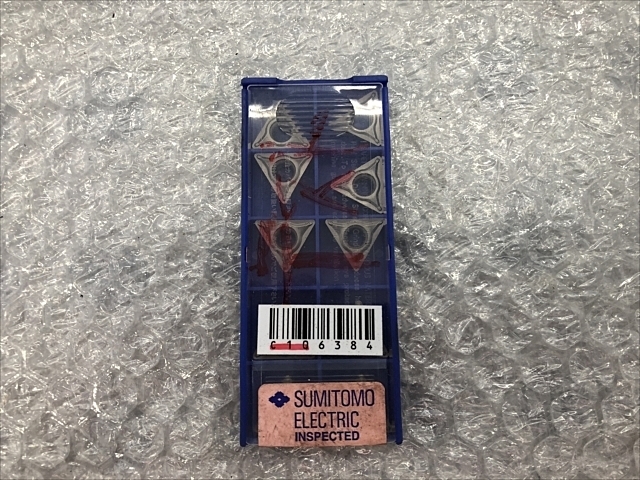 C106384
SUMITOMO
ELECTRIC
INSPECTED